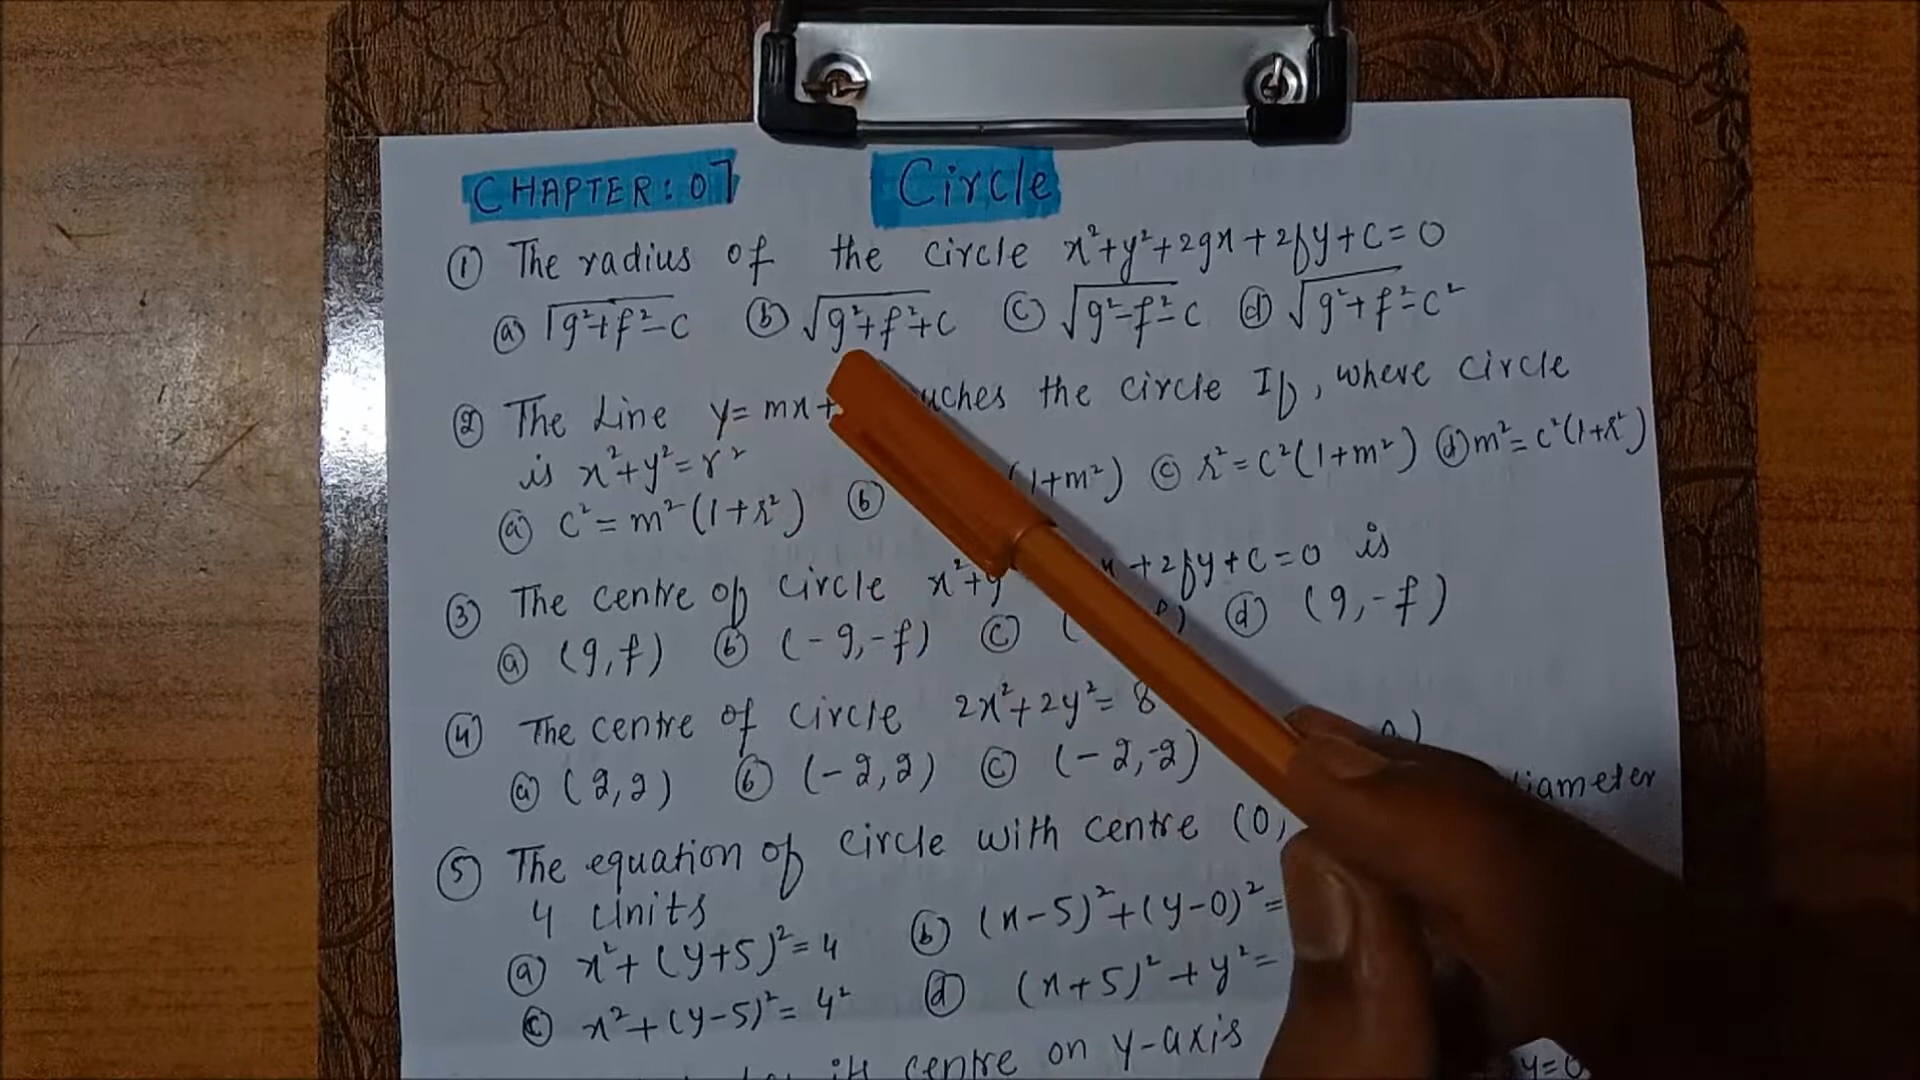 CHAPTER: 07 Circle
① The radius of the circle x²+y²+2gx+2fy+c=0
ⓐ √g²+f²-c ⓑ √g²+f²+c ⓒ √g²-f²-c ⓓ √g²+f²-c²
② The Line y=mx+ the circle If, where circle
is x²+y²=r²
ⓐ c²=m²(1+r²) ⓑ (1+m²) ⓒ r²=c²(1+m²) ⓓ m²=c²(1+r²)
③ The centre of circle x²+y +2fy+c=0 is
ⓐ (g,f) ⓑ (-g,-f) ⓒ ( ) ⓓ (g,-f)
④ The centre of circle 2x²+2y²=8
ⓐ (2,2) ⓑ (-2,2) ⓒ (-2,-2)
⑤ The equation of circle with centre (0, diameter
4 Units
ⓐ x²+(y+5)²=4 ⓑ (x-5)²+(y-0)²=
ⓒ x²+(y-5)²=4² ⓓ (x+5)²+y²=
centre on y-axis